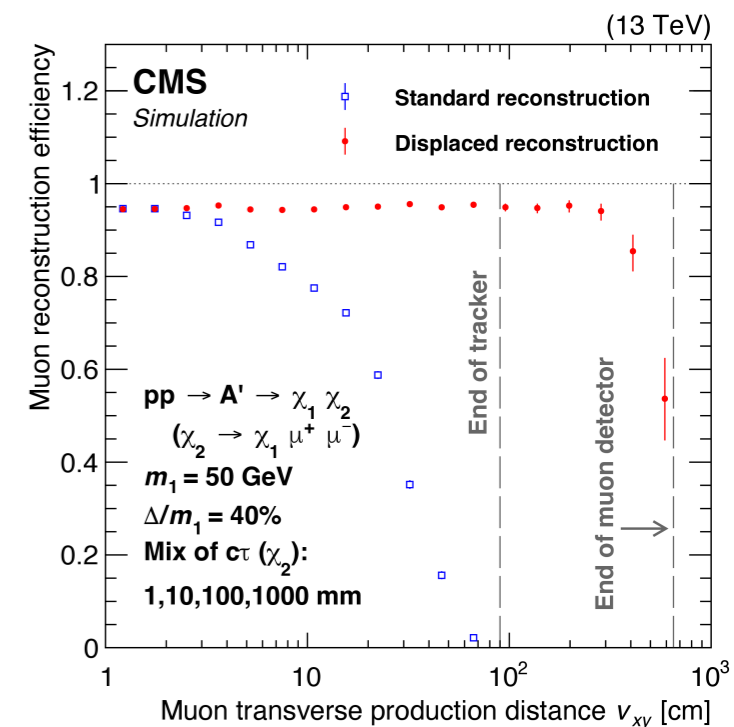 (13 TeV)
CMS
Simulation
Standard reconstruction
Displaced reconstruction
Muon reconstruction efficiency
1.2
1
0.8
0.6
0.4
0.2
0
End of tracker
End of muon detector
pp → A' → χ₁ χ₂
(χ₂ → χ₁ μ⁺ μ⁻)
m₁ = 50 GeV
Δ/m₁ = 40%
Mix of cτ (χ₂):
1,10,100,1000 mm
1 10 10² 10³
Muon transverse production distance v_xy [cm]